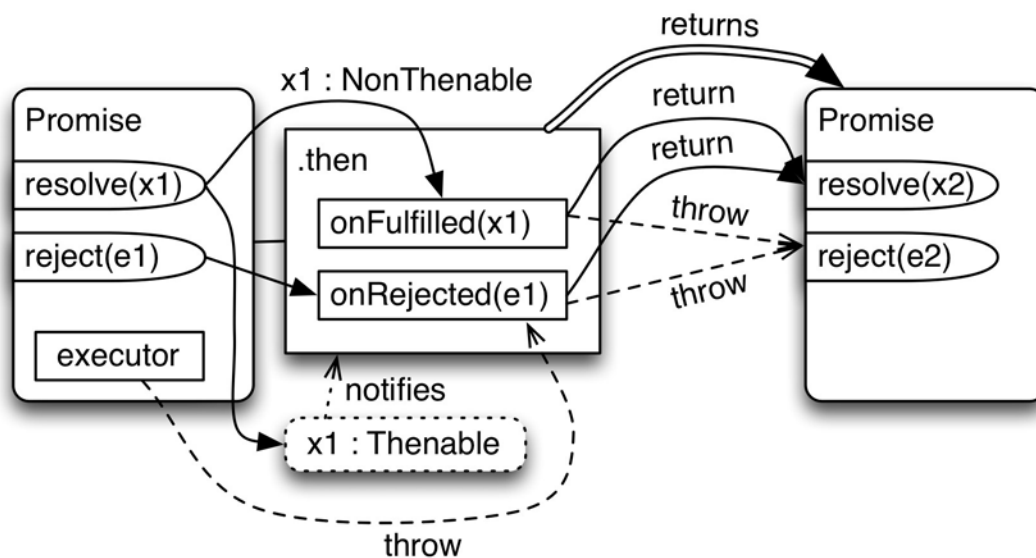 returns
x1 : NonThenable
return
Promise
.then
return
Promise
resolve(x1)
onFulfilled(x1)
throw
resolve(x2)
reject(e1)
onRejected(e1)
throw
reject(e2)
executor
notifies
x1 : Thenable
throw